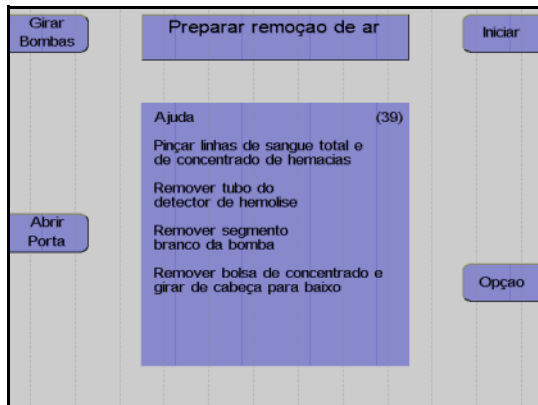 Girar
Bombas
Preparar remoçao de ar
Iniciar
Ajuda (39)
Pinçar linhas de sangue total e
de concentrado de hemacias
Remover tubo do
detector de hemolise
Remover segmento
branco da bomba
Remover bolsa de concentrado e
girar de cabeça para baixo
Abrir
Porta
Opçao